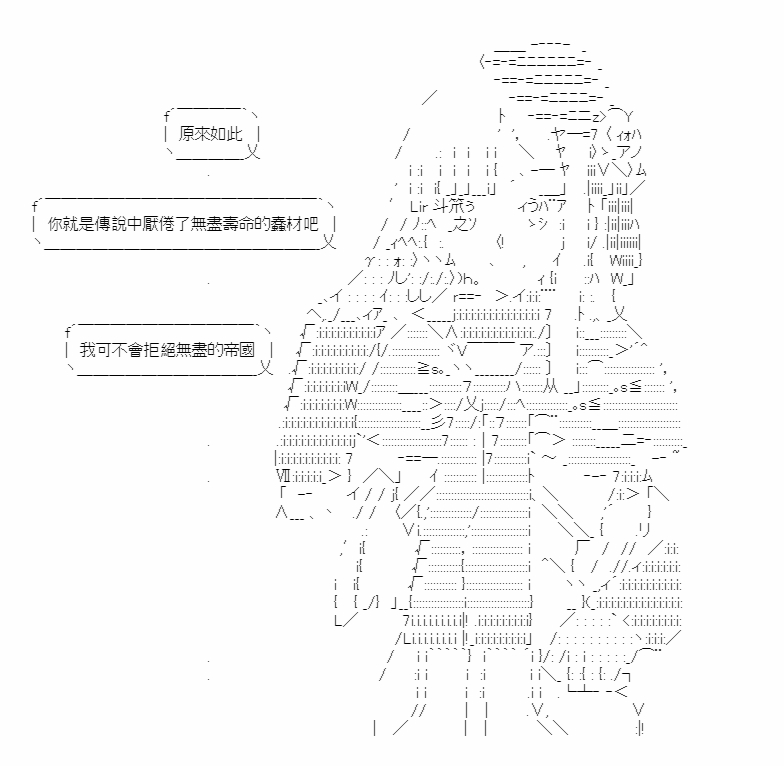 原來如此
你就是傳說中厭倦了無盡壽命的蠢材吧
我可不會拒絕無盡的帝國